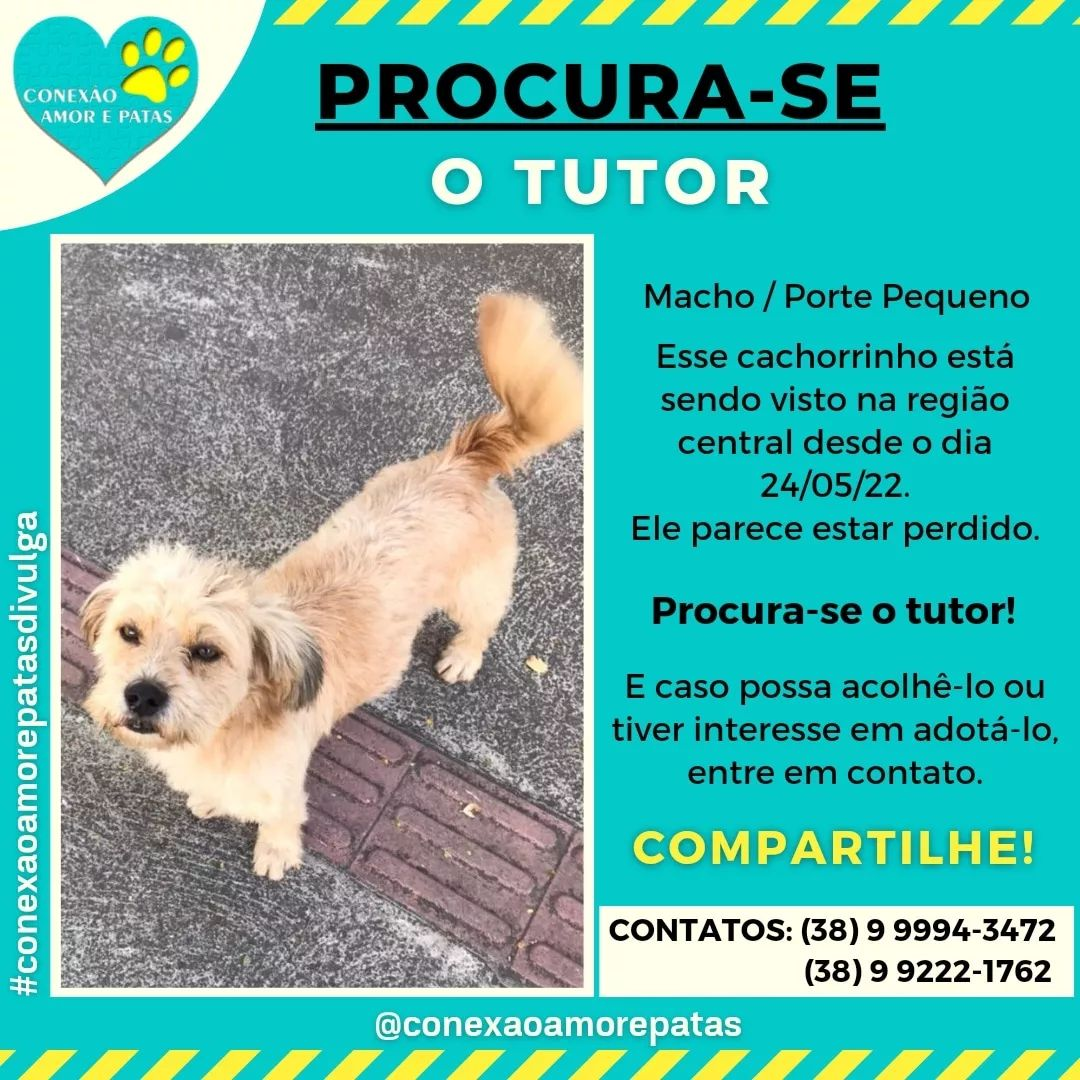 CONEXÃO
AMOR E PATAS
PROCURA-SE
O TUTOR
Macho / Porte Pequeno
Esse cachorrinho está
sendo visto na região
central desde o dia
24/05/22.
Ele parece estar perdido.
Procura-se o tutor!
E caso possa acolhê-lo ou
tiver interesse em adotá-lo,
entre em contato.
COMPARTILHE!
CONTATOS: (38) 9 9994-3472
(38) 9 9222-1762
#conexaoamorepatasdivulga
@conexaoamorepatas